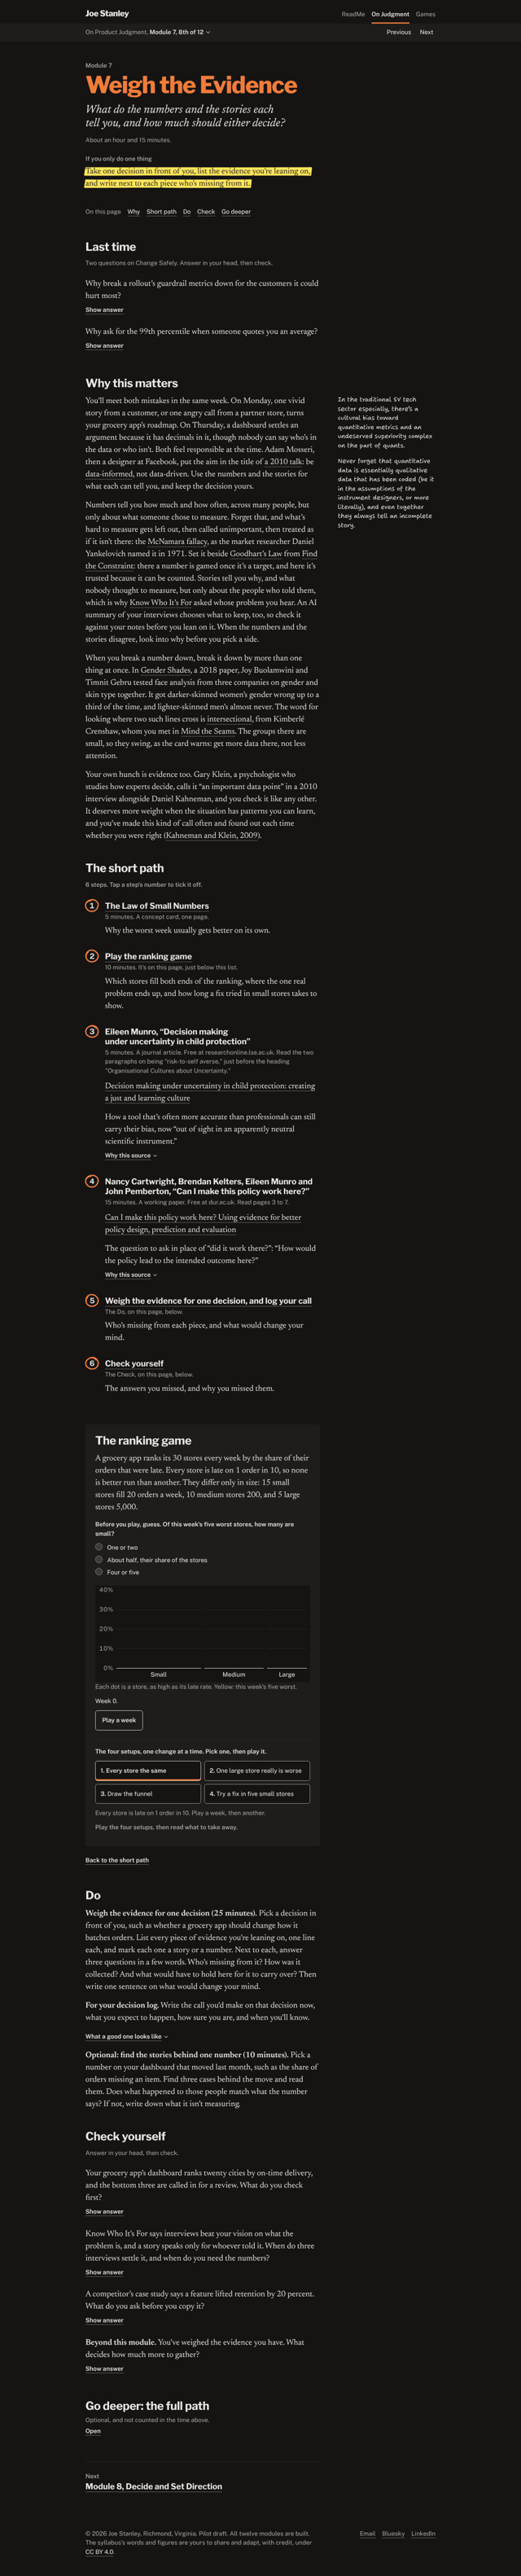 Joe Stanley
ReadMe On Judgment Games
On Product Judgment, Module 7, 8th of 12
Previous Next
Module 7
Weigh the Evidence
What do the numbers and the stories each
tell you, and how much should either decide?
About an hour and 15 minutes.
If you only do one thing
Take one decision in front of you, list the evidence you're leaning on,
and write next to each piece who's missing from it.
On this page Why Short path Do Check Go deeper
Last time
Two questions on Change Safely. Answer in your head, then check.
Why break a rollout's guardrail metrics down for the customers it could
hurt most?
Show answer
Why ask for the 99th percentile when someone quotes you an average?
Show answer
Why this matters
You'll meet both mistakes in the same week. On Monday, one vivid
story from a customer, or one angry call from a partner store, turns
your grocery app's roadmap. On Thursday, a dashboard settles an
argument because it has decimals in it, though nobody can say who's in
the data or who isn't. Both feel responsible at the time. Adam Mosseri,
then a designer at Facebook, put the aim in the title of a 2010 talk: be
data-informed, not data-driven. Use the numbers and the stories for
what each can tell you, and keep the decision yours.
Numbers tell you how much and how often, across many people, but
only about what someone chose to measure. Forget that, and what's
hard to measure gets left out, then called unimportant, then treated as
if it isn't there: the McNamara fallacy, as the market researcher Daniel
Yankelovich named it in 1971. Set it beside Goodhart's Law from Find
the Constraint: there a number is gamed once it's a target, and here it's
trusted because it can be counted. Stories tell you why, and what
nobody thought to measure, but only about the people who told them,
which is why Know Who It's For asked whose problem you hear. An AI
summary of your interviews chooses what to keep, too, so check it
against your notes before you lean on it. When the numbers and the
stories disagree, look into why before you pick a side.
When you break a number down, break it down by more than one
thing at once. In Gender Shades, a 2018 paper, Joy Buolamwini and
Timnit Gebru tested face analysis from three companies on gender and
skin type together. It got darker-skinned women's gender wrong up to a
third of the time, and lighter-skinned men's almost never. The word for
looking where two such lines cross is intersectional, from Kimberlé
Crenshaw, whom you met in Mind the Seams. The groups there are
small, so they swing, as the card warns: get more data there, not less
attention.
Your own hunch is evidence too. Gary Klein, a psychologist who
studies how experts decide, calls it “an important data point” in a 2010
interview alongside Daniel Kahneman, and you check it like any other.
It deserves more weight when the situation has patterns you can learn,
and you've made this kind of call often and found out each time
whether you were right (Kahneman and Klein, 2009).
In the traditional SV tech
sector especially, there's a
cultural bias toward
quantitative metrics and an
undeserved superiority complex
on the part of quants.
Never forget that quantitative
data is essentially qualitative
data that has been coded (be it
in the assumptions of the
instrument designers, or more
literally), and even together
they always tell an incomplete
story.
The short path
6 steps. Tap a step's number to tick it off.
1 The Law of Small Numbers
5 minutes. A concept card, one page.
Why the worst week usually gets better on its own.
2 Play the ranking game
10 minutes. It's on this page, just below this list.
Which stores fill both ends of the ranking, where the one real
problem ends up, and how long a fix tried in small stores takes to
show.
3 Eileen Munro, “Decision making
under uncertainty in child protection”
5 minutes. A journal article. Free at researchonline.lse.ac.uk. Read the two
paragraphs on being “risk-to-self averse,” just before the heading
“Organisational Cultures about Uncertainty.”
Decision making under uncertainty in child protection: creating
a just and learning culture
How a tool that's often more accurate than professionals can still
carry their bias, now “out of sight in an apparently neutral
scientific instrument.”
Why this source
4 Nancy Cartwright, Brendan Kelters, Eileen Munro and
John Pemberton, “Can I make this policy work here?”
15 minutes. A working paper. Free at dur.ac.uk. Read pages 3 to 7.
Can I make this policy work here? Using evidence for better
policy design, prediction and evaluation
The question to ask in place of “did it work there?”: “How would
the policy lead to the intended outcome here?”
Why this source
5 Weigh the evidence for one decision, and log your call
The Do, on this page, below.
Who's missing from each piece, and what would change your
mind.
6 Check yourself
The Check, on this page, below.
The answers you missed, and why you missed them.
The ranking game
A grocery app ranks its 30 stores every week by the share of their
orders that were late. Every store is late on 1 order in 10, so none
is better run than another. They differ only in size: 15 small
stores fill 20 orders a week, 10 medium stores 200, and 5 large
stores 5,000.
Before you play, guess. Of this week's five worst stores, how many are
small?
One or two
About half, their share of the stores
Four or five
40%
30%
20%
10%
0%
Small Medium Large
Each dot is a store, as high as its late rate. Yellow: this week's five worst.
Week 0.
Play a week
The four setups, one change at a time. Pick one, then play it.
1. Every store the same
2. One large store really is worse
3. Draw the funnel
4. Try a fix in five small stores
Every store is late on 1 order in 10. Play a week, then another.
Play the four setups, then read what to take away.
Back to the short path
Do
Weigh the evidence for one decision (25 minutes). Pick a decision in
front of you, such as whether a grocery app should change how it
batches orders. List every piece of evidence you're leaning on, one line
each, and mark each one a story or a number. Next to each, answer
three questions in a few words. Who's missing from it? How was it
collected? And what would have to hold here for it to carry over? Then
write one sentence on what would change your mind.
For your decision log. Write the call you'd make on that decision now,
what you expect to happen, how sure you are, and when you'll know.
What a good one looks like
Optional: find the stories behind one number (10 minutes). Pick a
number on your dashboard that moved last month, such as the share of
orders missing an item. Find three cases behind the move and read
them. Does what happened to those people match what the number
says? If not, write down what it isn't measuring.
Check yourself
Answer in your head, then check.
Your grocery app's dashboard ranks twenty cities by on-time delivery,
and the bottom three are called in for a review. What do you check
first?
Show answer
Know Who It's For says interviews beat your vision on what the
problem is, and a story speaks only for whoever told it. When do three
interviews settle it, and when do you need the numbers?
Show answer
A competitor's case study says a feature lifted retention by 20 percent.
What do you ask before you copy it?
Show answer
Beyond this module. You've weighed the evidence you have. What
decides how much more to gather?
Show answer
Go deeper: the full path
Optional, and not counted in the time above.
Open
Next
Module 8, Decide and Set Direction
© 2026 Joe Stanley, Richmond, Virginia. Pilot draft. All twelve modules are built.
The syllabus's words and figures are yours to share and adapt, with credit, under
CC BY 4.0.
Email Bluesky LinkedIn